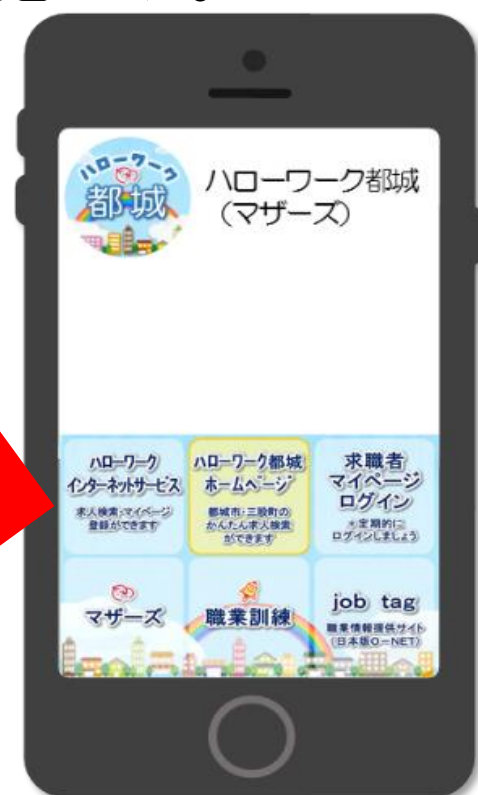 ハローワーク
都城
ハローワーク都城
（マザーズ）
ハローワーク
インターネットサービス
求人検索・マイページ
登録ができます
ハローワーク都城
ホームページ
都城市・三股町の
かんたん求人検索
ができます
求職者
マイページ
ログイン
＊定期的に
ログインしましょう
マザーズ
職業訓練
job tag
職業情報提供サイト
(日本版O-NET)